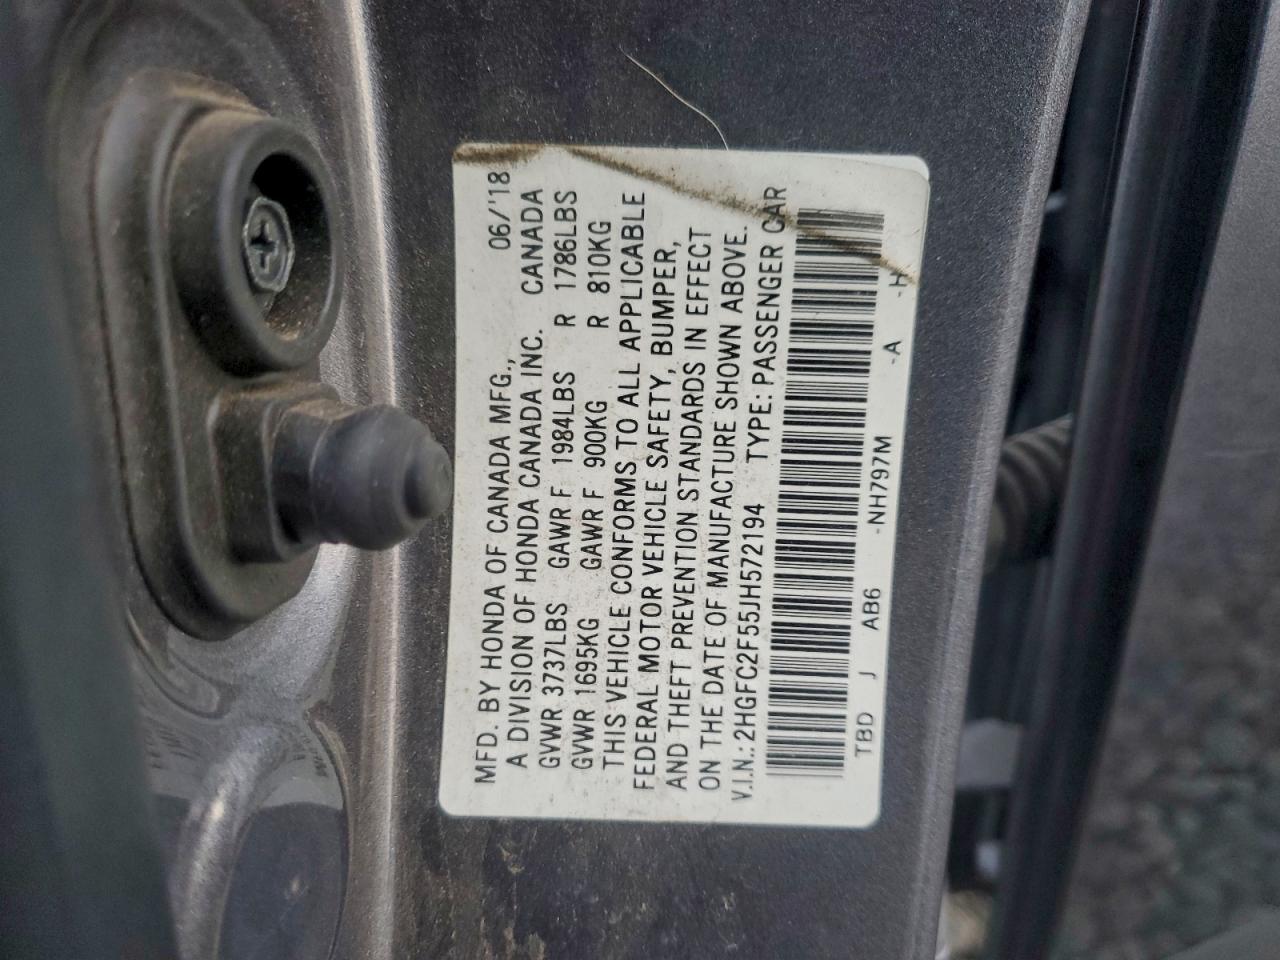 MFD. BY HONDA OF CANADA MFG., 06/'18
A DIVISION OF HONDA CANADA INC. CANADA
GVWR 3737LBS GAWR F 1984LBS R 1786LBS
GVWR 1695KG GAWR F 900KG R 810KG
THIS VEHICLE CONFORMS TO ALL APPLICABLE
FEDERAL MOTOR VEHICLE SAFETY, BUMPER,
AND THEFT PREVENTION STANDARDS IN EFFECT
ON THE DATE OF MANUFACTURE SHOWN ABOVE.
V.I.N.: 2HGFC2F55JH572194 TYPE: PASSENGER CAR
TBD J AB6 -NH797M -A -H